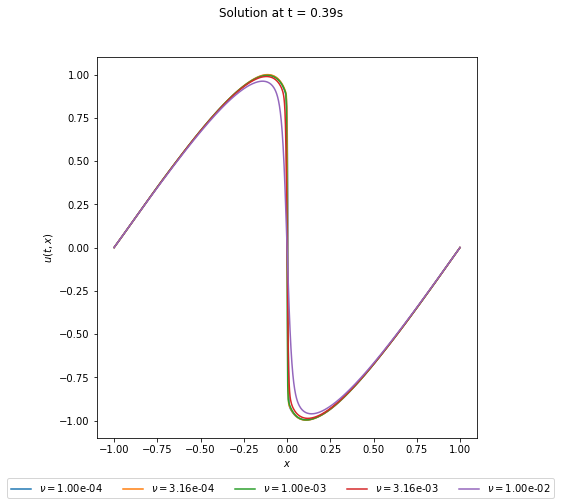 Solution at t = 0.39s
1.00
0.75
0.50
0.25
0.00
−0.25
−0.50
−0.75
−1.00
u(t, x)
−1.00 −0.75 −0.50 −0.25 0.00 0.25 0.50 0.75 1.00
x
ν = 1.00e-04 ν = 3.16e-04 ν = 1.00e-03 ν = 3.16e-03 ν = 1.00e-02